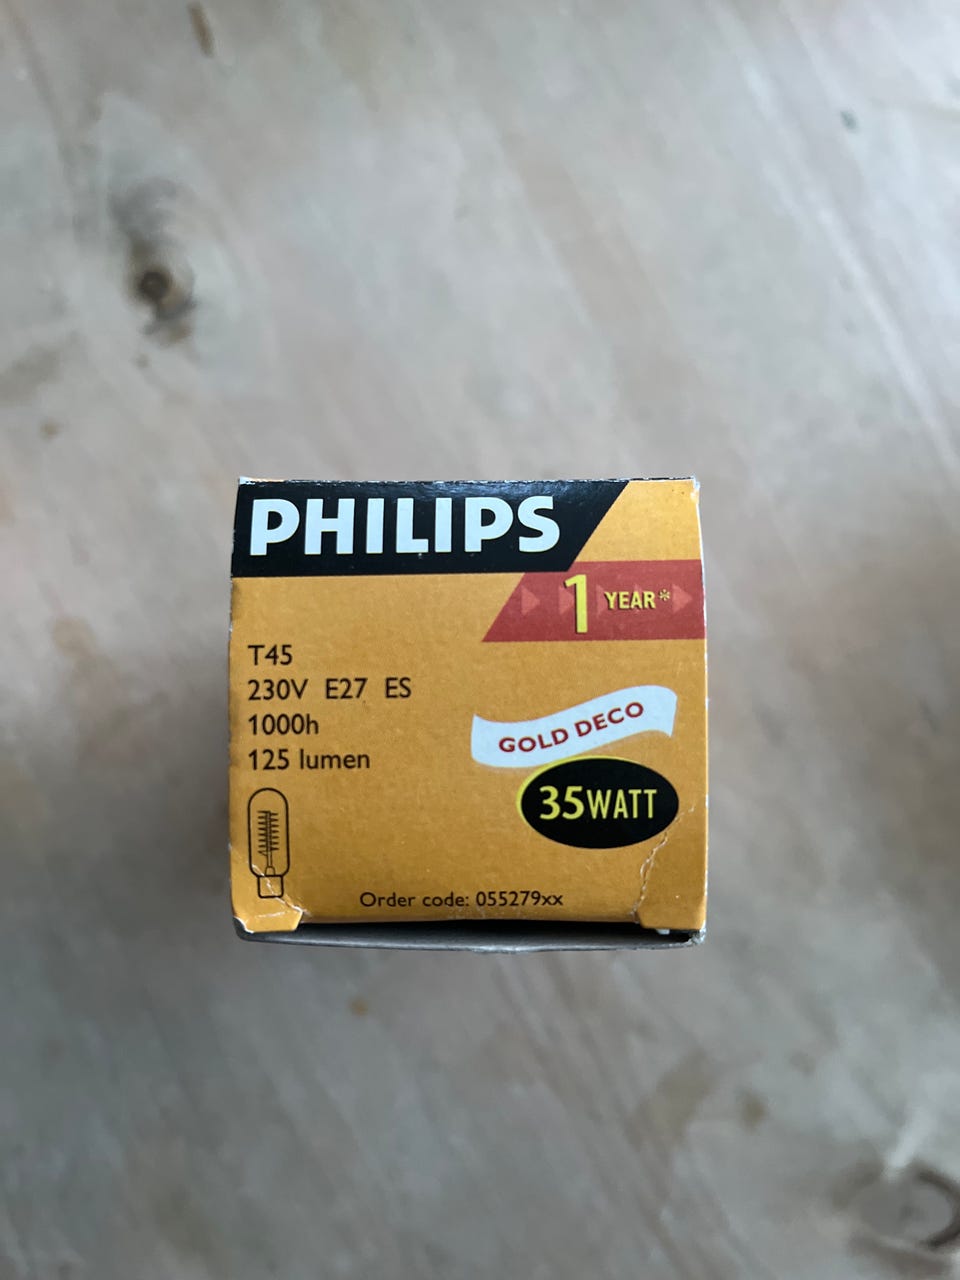 PHILIPS
1 YEAR*
T45
230V E27 ES
1000h
125 lumen
GOLD DECO
35WATT
Order code: 055279xx